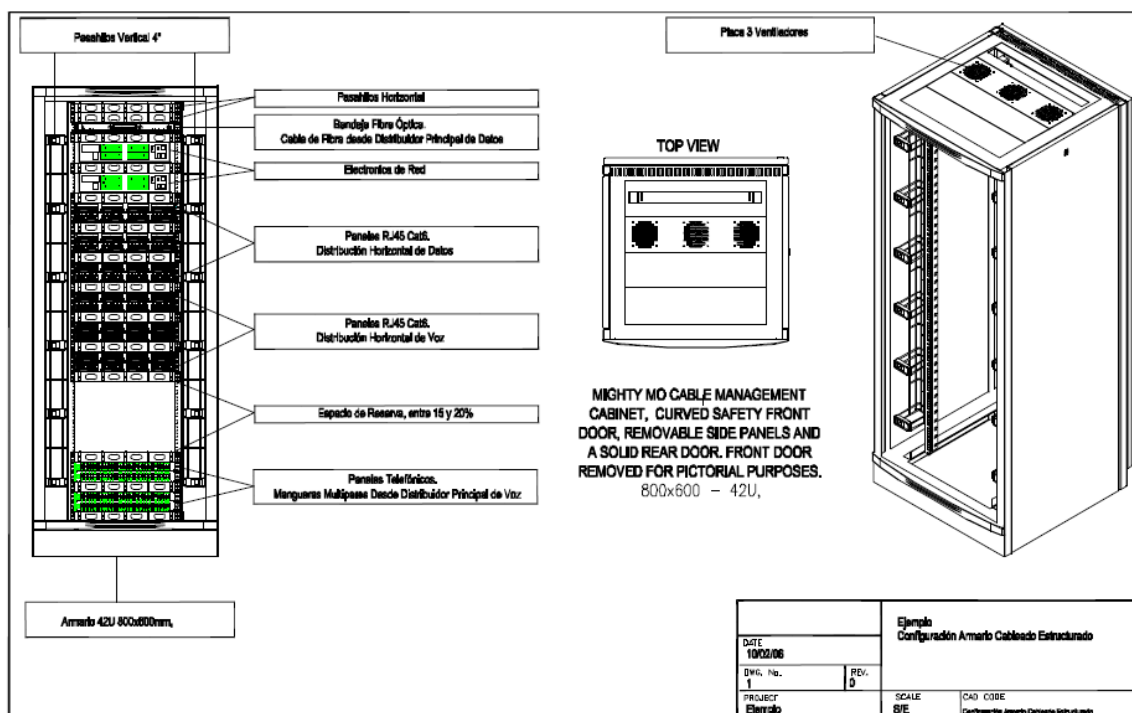 Pasahilos Vertical 4"
Placa 3 Ventiladores
Pasahilos Horizontal
Bandeja Fibra Óptica.
Cable de Fibra desde Distribuidor Principal de Datos
Electronica de Red
Paneles RJ45 Cat6.
Distribución Horizontal de Datos
Paneles RJ45 Cat6.
Distribución Horizontal de Voz
Espacio de Reserva, entre 15 y 20%
Paneles Telefónicos.
Mangueras Multipares Desde Distribuidor Principal de Voz
Armario 42U 800x600mm,
TOP VIEW
MIGHTY MO CABLE MANAGEMENT
CABINET, CURVED SAFETY FRONT
DOOR, REMOVABLE SIDE PANELS AND
A SOLID REAR DOOR. FRONT DOOR
REMOVED FOR PICTORIAL PURPOSES.
800x600 - 42U,
Ejemplo
Configuración Armario Cableado Estructurado
DATE
10/02/06
DWG. No.
1
REV.
0
PROJECT
Ejemplo
SCALE
S/E
CAD CODE
Configuración Armario Cableado Estructurado